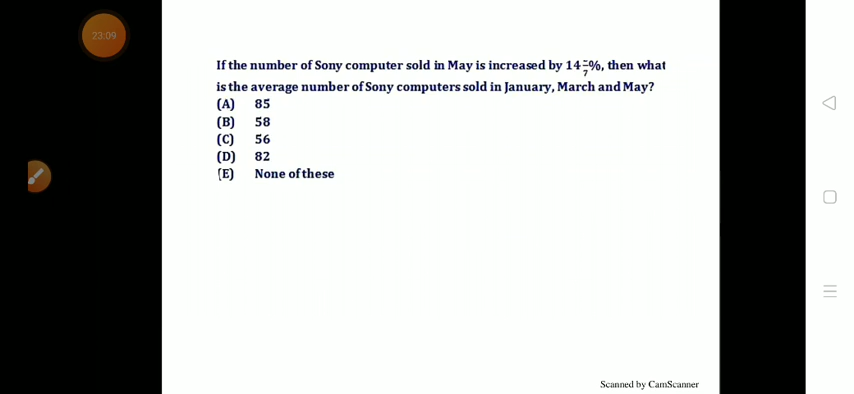 23:09
If the number of Sony computer sold in May is increased by 14 /7%, then what
is the average number of Sony computers sold in January, March and May?
(A) 85
(B) 58
(C) 56
(D) 82
(E) None of these
Scanned by CamScanner